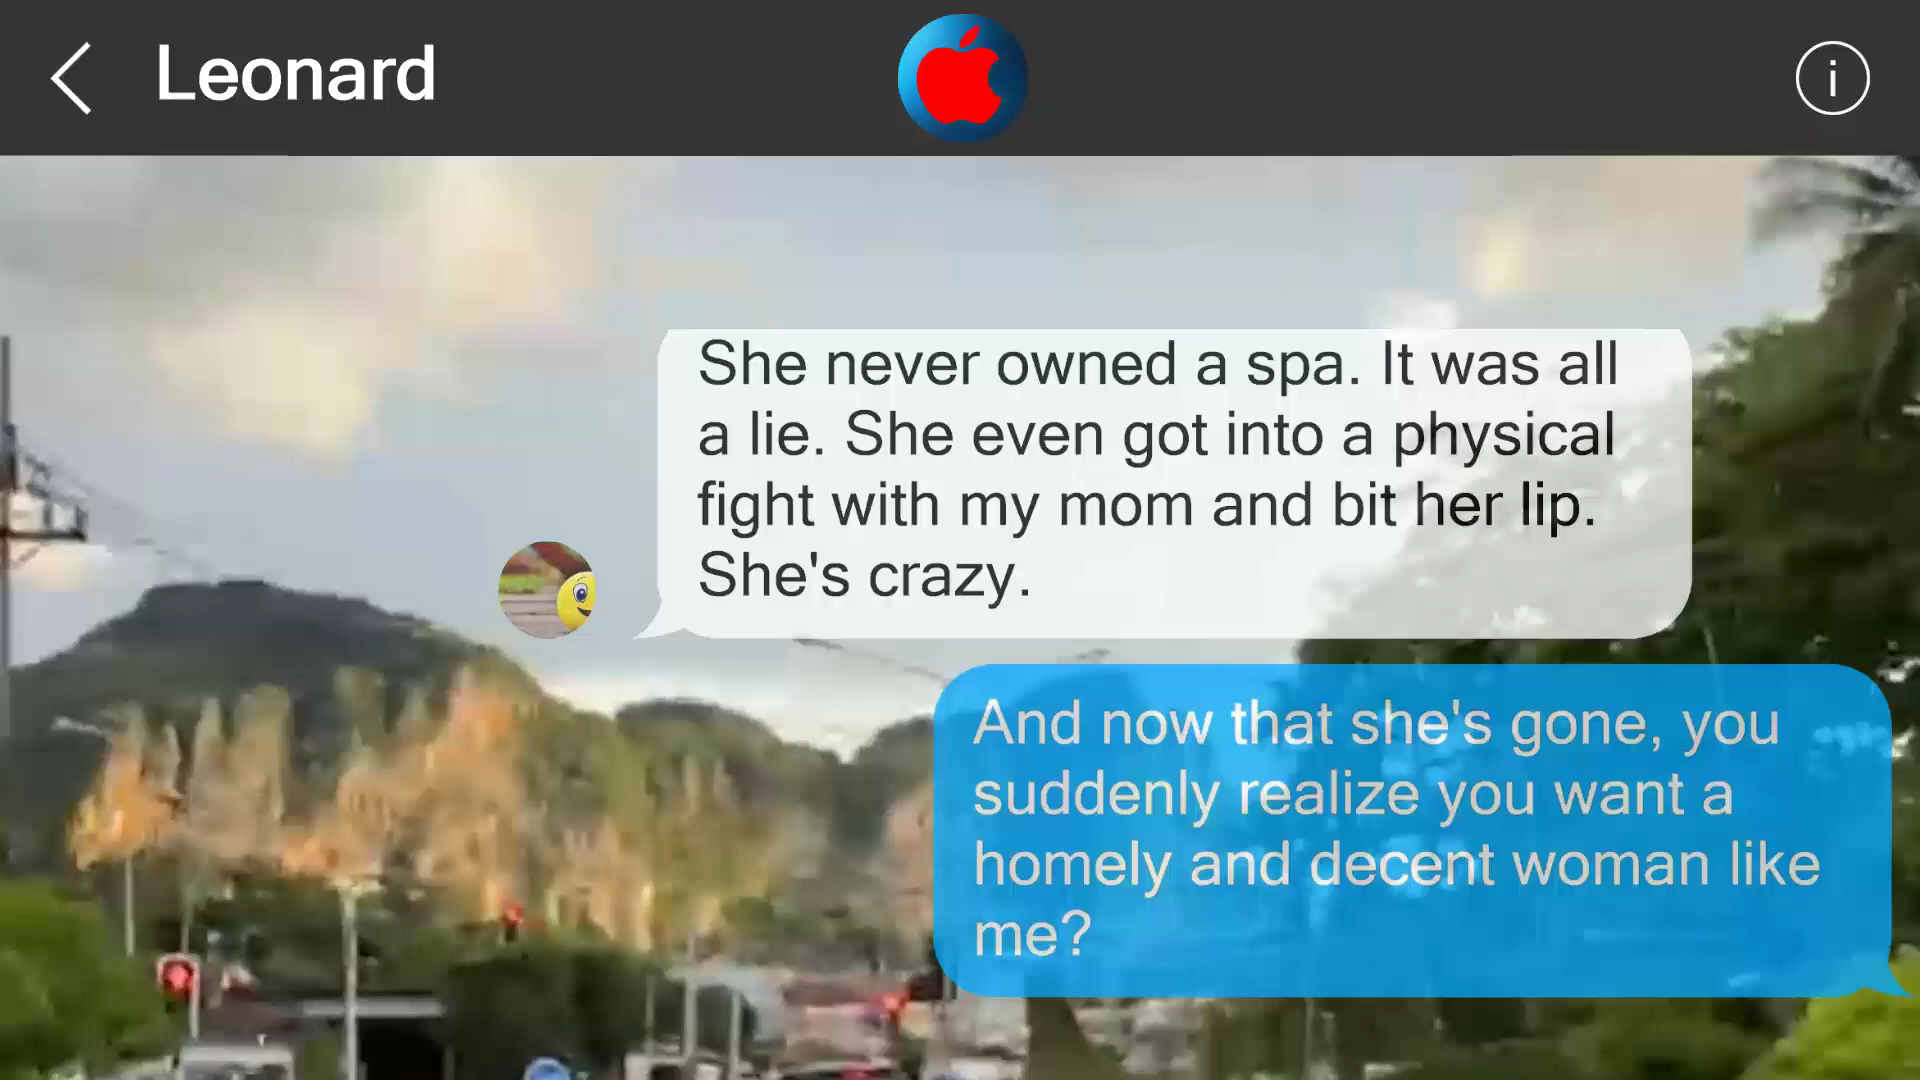 Leonard
i
She never owned a spa. It was all
a lie. She even got into a physical
fight with my mom and bit her lip.
She's crazy.
And now that she's gone, you
suddenly realize you want a
homely and decent woman like
me?